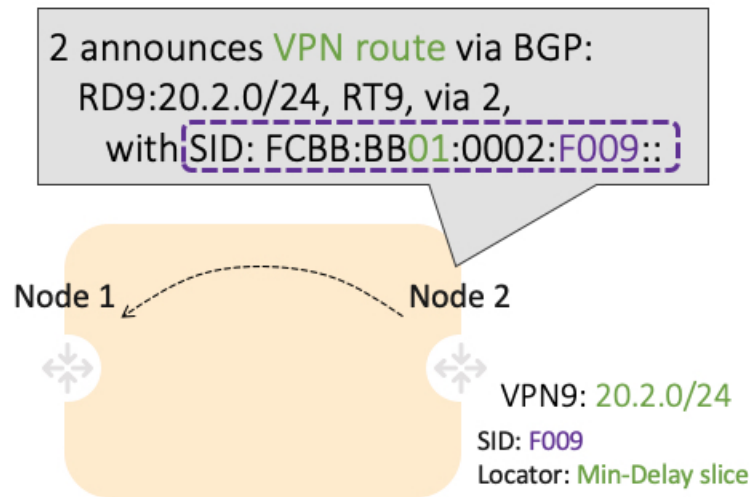 2 announces VPN route via BGP:
RD9:20.2.0/24, RT9, via 2,
with SID: FCBB:BB01:0002:F009::
Node 1
Node 2
VPN9: 20.2.0/24
SID: F009
Locator: Min-Delay slice